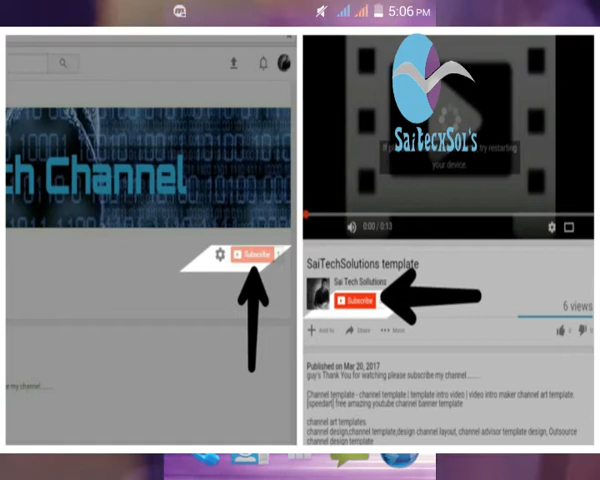 5:06 PM
ch Channel
Subscribe
e my channel........
SaitecxSol's
If p
try restarting
your device.
0:00 / 0:13
SaiTechSolutions template
Sai Tech Sollutions
Subscribe
6 views
Add to Share More
Published on Mar 20, 2017
guy's Thank You for watching please subscribe my channel........
Channel template - channel template | template intro video | video intro maker channel art template.
[speedart] free amazing youtube channel banner template
channel art templates
channel design,channel template,design channel layout, channel advisor template design, Outsource
channel design template